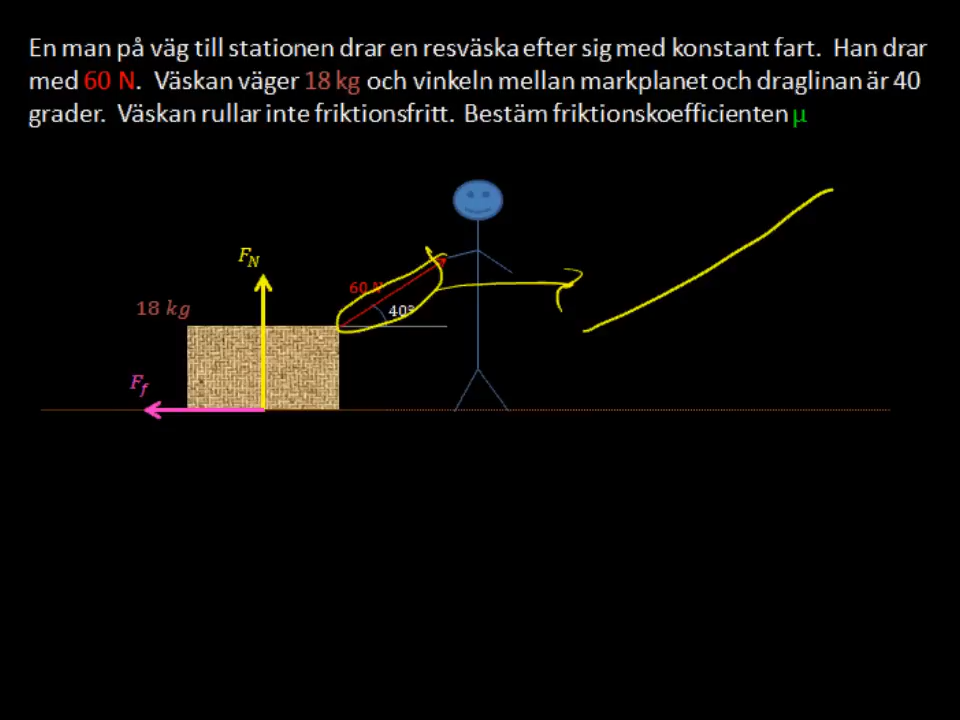 En man på väg till stationen drar en resväska efter sig med konstant fart. Han drar
med 60 N. Väskan väger 18 kg och vinkeln mellan markplanet och draglinan är 40
grader. Väskan rullar inte friktionsfritt. Bestäm friktionskoefficienten µ
F_N
60 N
18 kg
40°
F_f